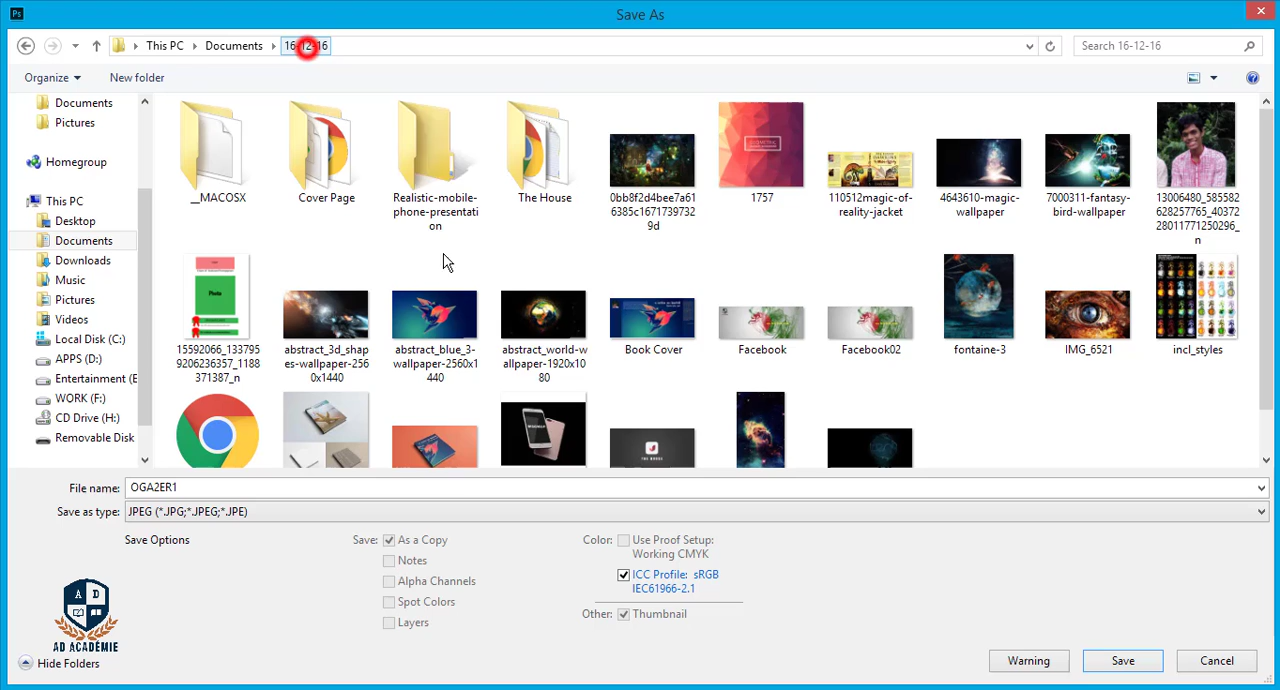 Ps
Save As
This PC
Documents
16-12-16
Search 16-12-16
Organize
New folder
Documents
Pictures
Homegroup
This PC
Desktop
Documents
Downloads
Music
Pictures
Videos
Local Disk (C:)
APPS (D:)
Entertainment (E
WORK (F:)
CD Drive (H:)
Removable Disk
__MACOSX
Cover Page
Realistic-mobile-
phone-presentati
on
The House
0bb8f2d4bee7a61
6385c1671739732
9d
1757
110512magic-of-
reality-jacket
4643610-magic-
wallpaper
7000311-fantasy-
bird-wallpaper
13006480_585582
628257765_40372
28011771250296_
n
15592066_133795
9206236357_1188
371387_n
abstract_3d_shap
es-wallpaper-256
0x1440
abstract_blue_3-
wallpaper-2560x1
440
abstract_world-w
allpaper-1920x10
80
Book Cover
Facebook
Facebook02
fontaine-3
IMG_6521
incl_styles
Photo
File name:
OGA2ER1
Save as type:
JPEG (*.JPG;*.JPEG;*.JPE)
Save Options
Save:
As a Copy
Notes
Alpha Channels
Spot Colors
Layers
Color:
Use Proof Setup:
Working CMYK
ICC Profile: sRGB
IEC61966-2.1
Other:
Thumbnail
A D
AD ACADÉMIE
Hide Folders
Warning
Save
Cancel